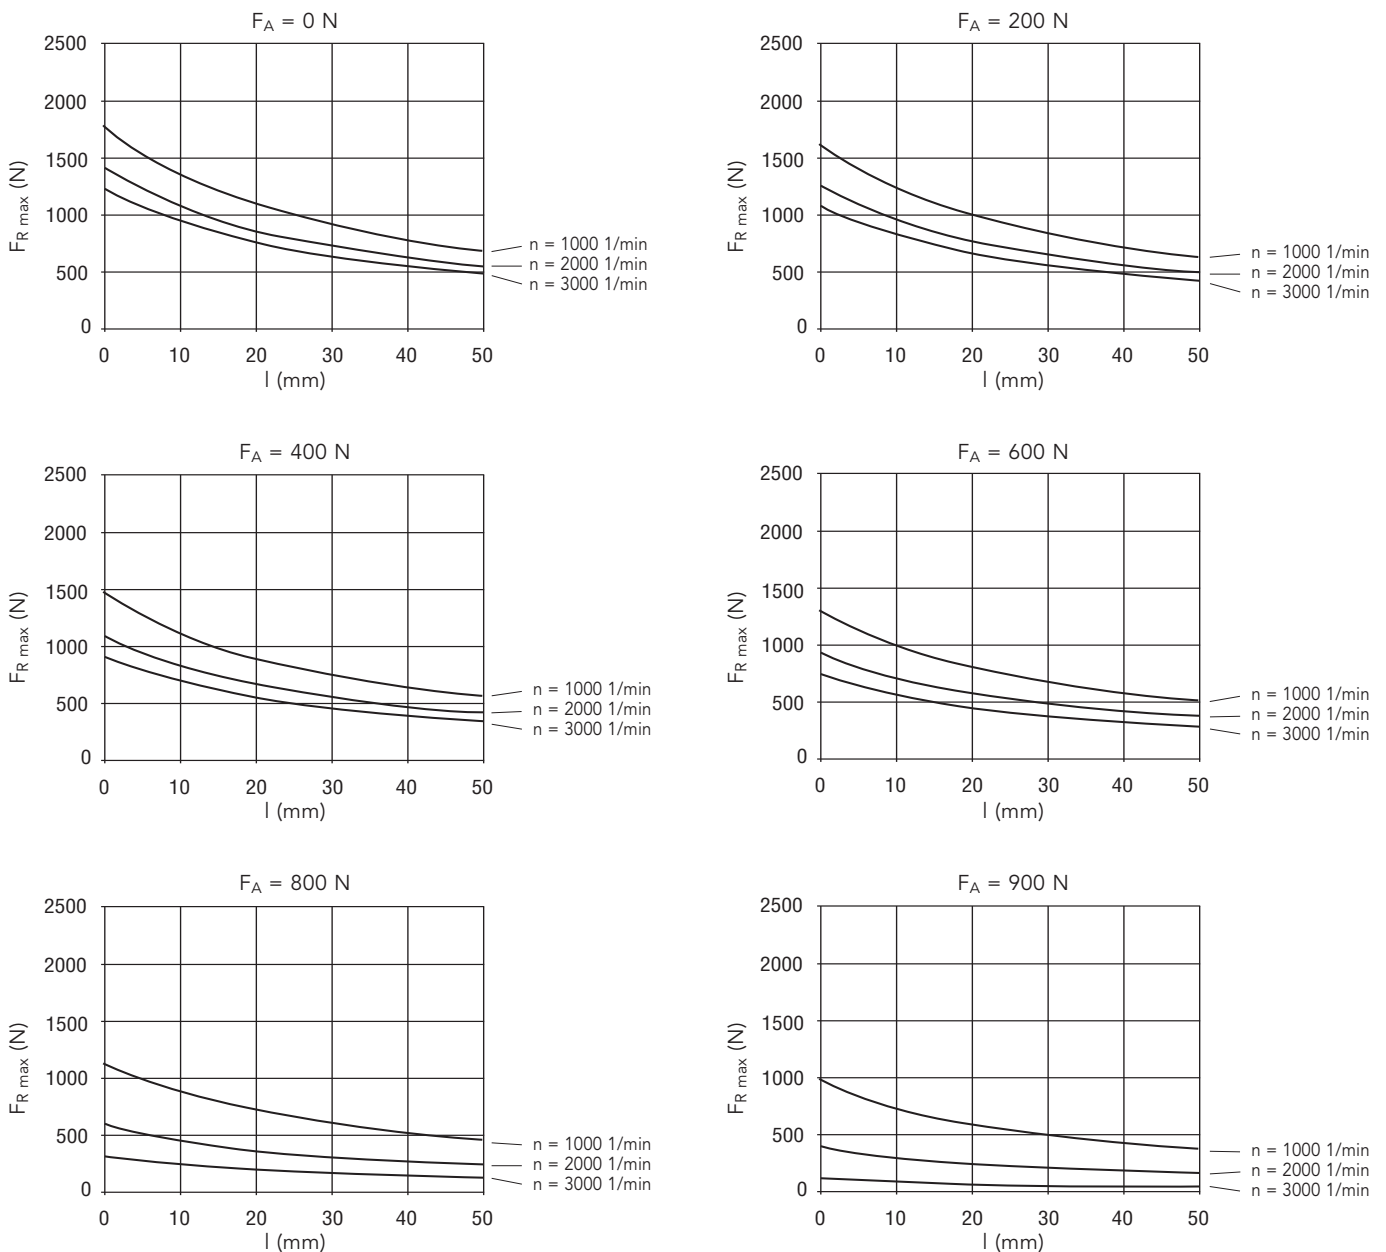 F_A = 0 N
2500
2000
1500
1000
500
0
F_R max (N)
0 10 20 30 40 50
l (mm)
n = 1000 1/min
n = 2000 1/min
n = 3000 1/min
F_A = 200 N
2500
2000
1500
1000
500
0
F_R max (N)
0 10 20 30 40 50
l (mm)
n = 1000 1/min
n = 2000 1/min
n = 3000 1/min
F_A = 400 N
2500
2000
1500
1000
500
0
F_R max (N)
0 10 20 30 40 50
l (mm)
n = 1000 1/min
n = 2000 1/min
n = 3000 1/min
F_A = 600 N
2500
2000
1500
1000
500
0
F_R max (N)
0 10 20 30 40 50
l (mm)
n = 1000 1/min
n = 2000 1/min
n = 3000 1/min
F_A = 800 N
2500
2000
1500
1000
500
0
F_R max (N)
0 10 20 30 40 50
l (mm)
n = 1000 1/min
n = 2000 1/min
n = 3000 1/min
F_A = 900 N
2500
2000
1500
1000
500
0
F_R max (N)
0 10 20 30 40 50
l (mm)
n = 1000 1/min
n = 2000 1/min
n = 3000 1/min